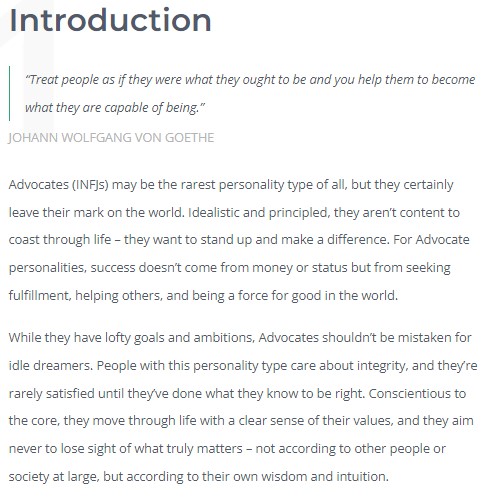 Introduction
“Treat people as if they were what they ought to be and you help them to become
what they are capable of being.”
JOHANN WOLFGANG VON GOETHE
Advocates (INFJs) may be the rarest personality type of all, but they certainly
leave their mark on the world. Idealistic and principled, they aren’t content to
coast through life – they want to stand up and make a difference. For Advocate
personalities, success doesn’t come from money or status but from seeking
fulfillment, helping others, and being a force for good in the world.
While they have lofty goals and ambitions, Advocates shouldn’t be mistaken for
idle dreamers. People with this personality type care about integrity, and they’re
rarely satisfied until they’ve done what they know to be right. Conscientious to
the core, they move through life with a clear sense of their values, and they aim
never to lose sight of what truly matters – not according to other people or
society at large, but according to their own wisdom and intuition.